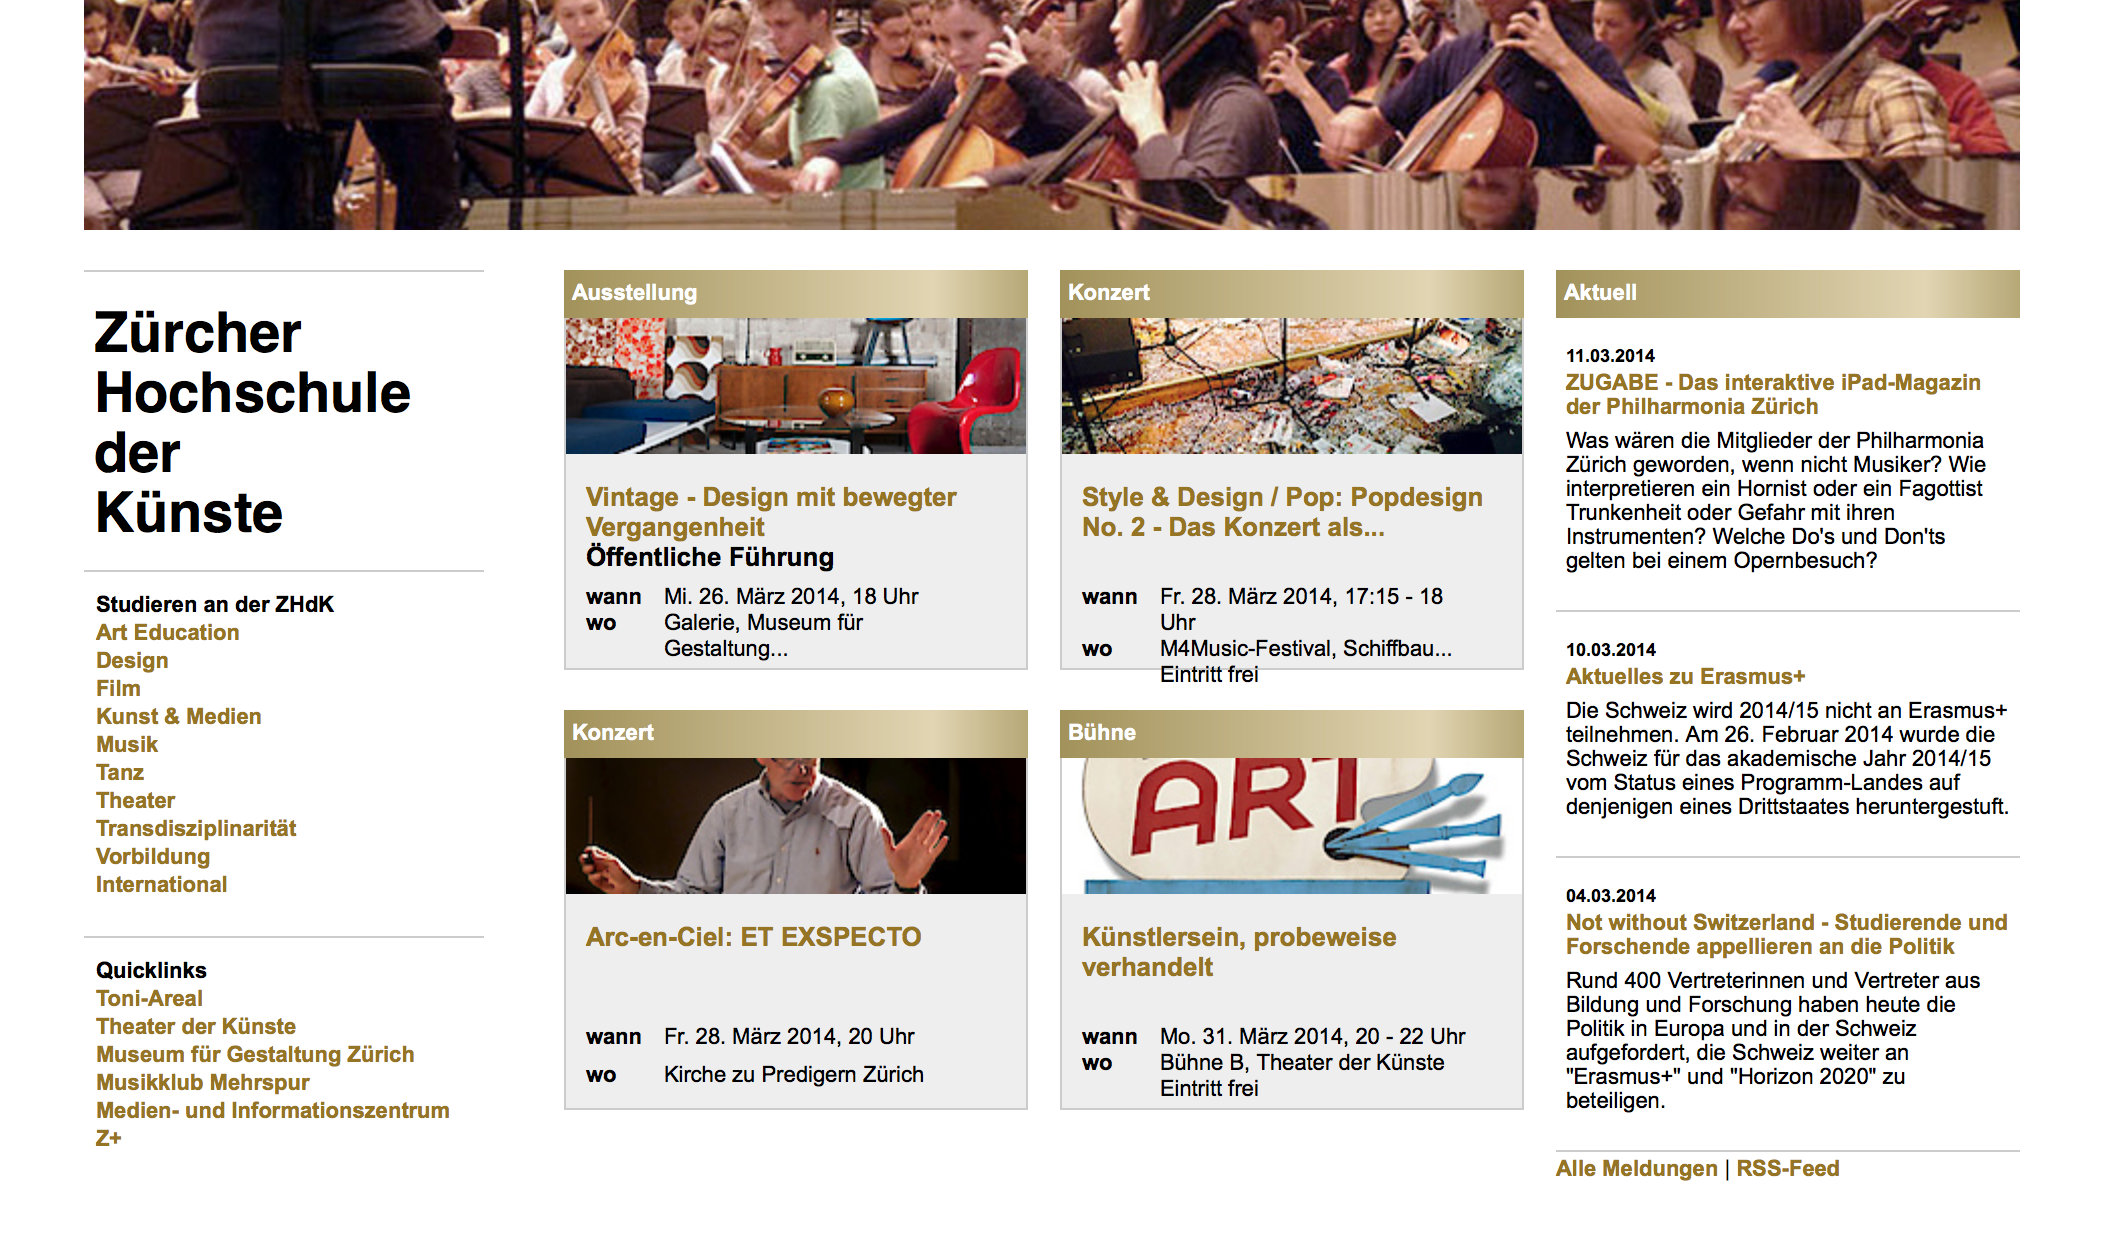 Zürcher
Hochschule
der
Künste
Studieren an der ZHdK
Art Education
Design
Film
Kunst & Medien
Musik
Tanz
Theater
Transdisziplinarität
Vorbildung
International
Quicklinks
Toni-Areal
Theater der Künste
Museum für Gestaltung Zürich
Musikklub Mehrspur
Medien- und Informationszentrum
Z+
Ausstellung
Vintage - Design mit bewegter
Vergangenheit
Öffentliche Führung
wann Mi. 26. März 2014, 18 Uhr
wo Galerie, Museum für
Gestaltung...
Konzert
Style & Design / Pop: Popdesign
No. 2 - Das Konzert als...
wann Fr. 28. März 2014, 17:15 - 18
Uhr
wo M4Music-Festival, Schiffbau...
Eintritt frei
Konzert
Arc-en-Ciel: ET EXSPECTO
wann Fr. 28. März 2014, 20 Uhr
wo Kirche zu Predigern Zürich
Bühne
ART
Künstlersein, probeweise
verhandelt
wann Mo. 31. März 2014, 20 - 22 Uhr
wo Bühne B, Theater der Künste
Eintritt frei
Aktuell
11.03.2014
ZUGABE - Das interaktive iPad-Magazin
der Philharmonia Zürich
Was wären die Mitglieder der Philharmonia
Zürich geworden, wenn nicht Musiker? Wie
interpretieren ein Hornist oder ein Fagottist
Trunkenheit oder Gefahr mit ihren
Instrumenten? Welche Do's und Don'ts
gelten bei einem Opernbesuch?
10.03.2014
Aktuelles zu Erasmus+
Die Schweiz wird 2014/15 nicht an Erasmus+
teilnehmen. Am 26. Februar 2014 wurde die
Schweiz für das akademische Jahr 2014/15
vom Status eines Programm-Landes auf
denjenigen eines Drittstaates heruntergestuft.
04.03.2014
Not without Switzerland - Studierende und
Forschende appellieren an die Politik
Rund 400 Vertreterinnen und Vertreter aus
Bildung und Forschung haben heute die
Politik in Europa und in der Schweiz
aufgefordert, die Schweiz weiter an
"Erasmus+" und "Horizon 2020" zu
beteiligen.
Alle Meldungen | RSS-Feed